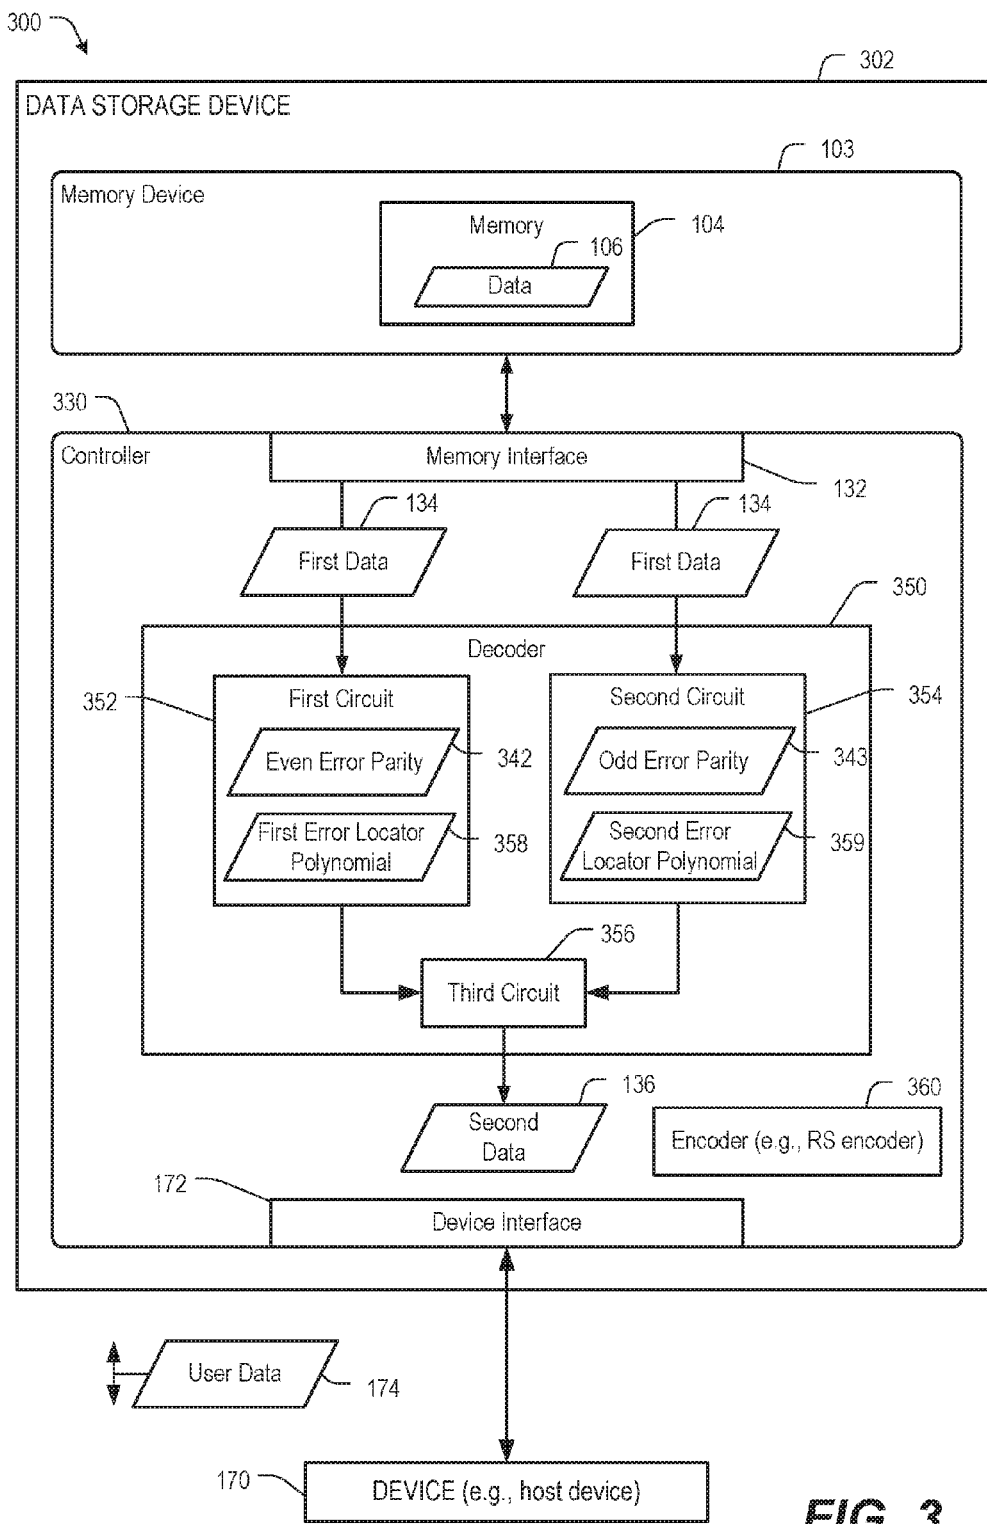 300
302
DATA STORAGE DEVICE
103
Memory Device
Memory
104
106
Data
330
Controller
Memory Interface
132
134
134
First Data
First Data
350
Decoder
352
First Circuit
Second Circuit
354
Even Error Parity
342
Odd Error Parity
343
First Error Locator
Polynomial
358
Second Error
Locator Polynomial
359
356
Third Circuit
136
360
Second
Data
Encoder (e.g., RS encoder)
172
Device Interface
User Data
174
170
DEVICE (e.g., host device)
FIG. 3